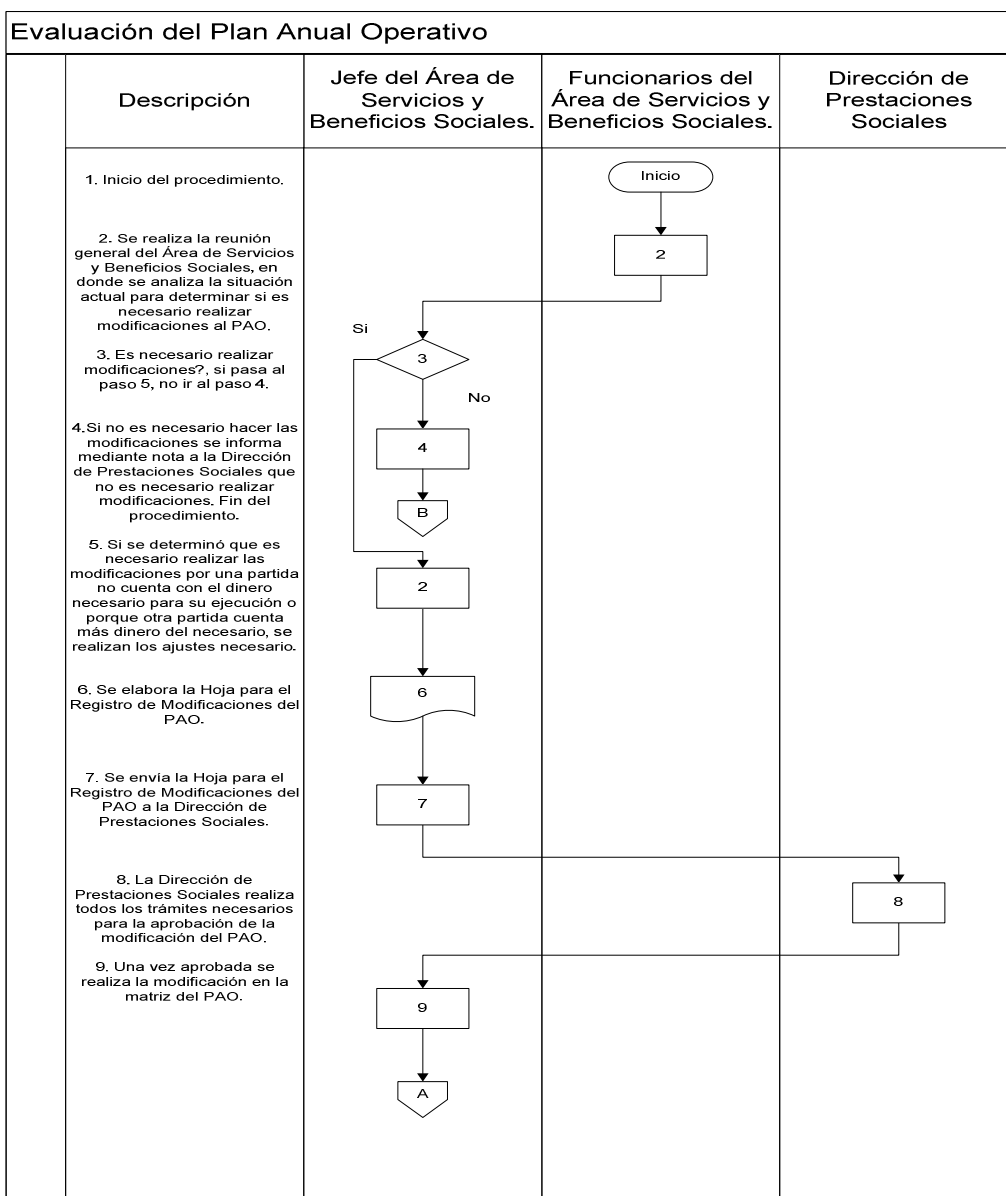 Evaluación del Plan Anual Operativo
Descripción
Jefe del Área de
Servicios y
Beneficios Sociales.
Funcionarios del
Área de Servicios y
Beneficios Sociales.
Dirección de
Prestaciones
Sociales
1. Inicio del procedimiento.
Inicio
2. Se realiza la reunión
general del Área de Servicios
y Beneficios Sociales, en
donde se analiza la situación
actual para determinar si es
necesario realizar
modificaciones al PAO.
2
Si
3. Es necesario realizar
modificaciones?, si pasa al
paso 5, no ir al paso 4.
3
No
4.Si no es necesario hacer las
modificaciones se informa
mediante nota a la Dirección
de Prestaciones Sociales que
no es necesario realizar
modificaciones. Fin del
procedimiento.
4
B
5. Si se determinó que es
necesario realizar las
modificaciones por una partida
no cuenta con el dinero
necesario para su ejecución o
porque otra partida cuenta
más dinero del necesario, se
realizan los ajustes necesario.
2
6. Se elabora la Hoja para el
Registro de Modificaciones del
PAO.
6
7. Se envía la Hoja para el
Registro de Modificaciones del
PAO a la Dirección de
Prestaciones Sociales.
7
8. La Dirección de
Prestaciones Sociales realiza
todos los trámites necesarios
para la aprobación de la
modificación del PAO.
8
9. Una vez aprobada se
realiza la modificación en la
matriz del PAO.
9
A